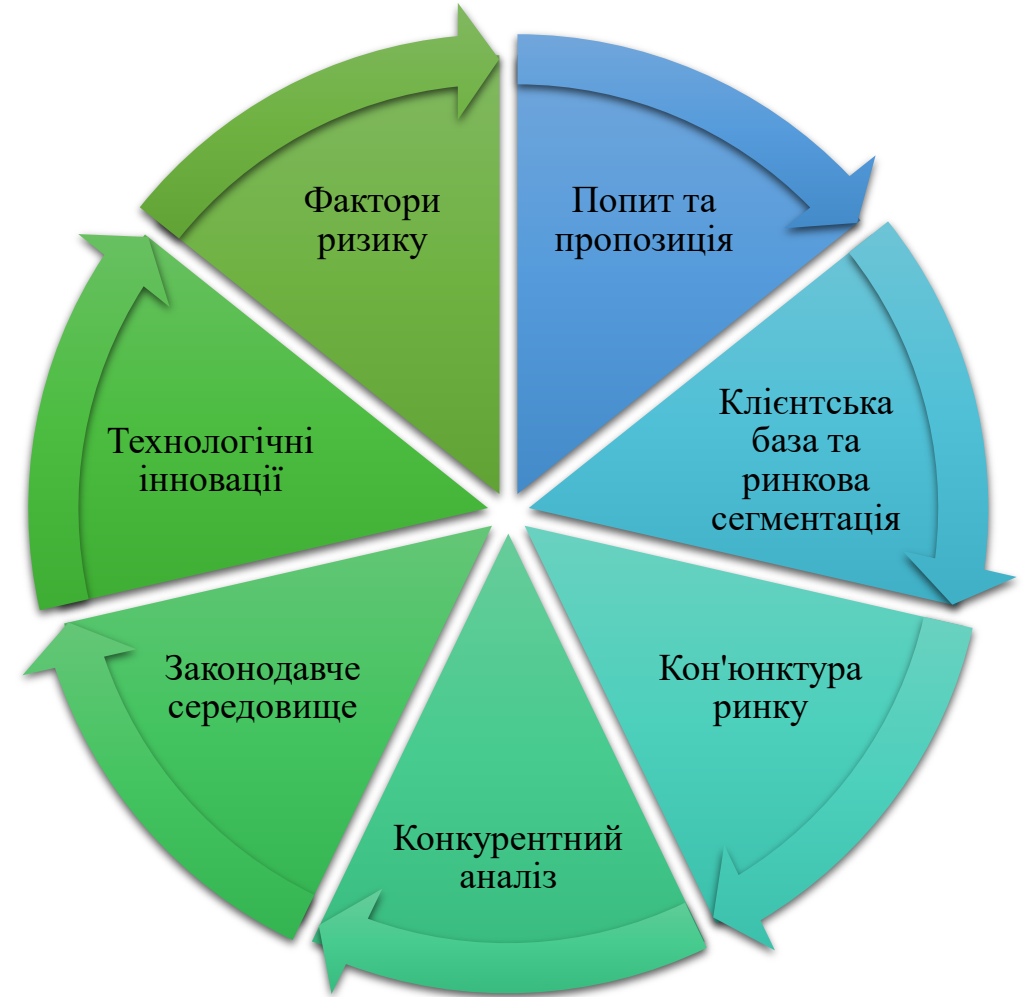 Попит та
пропозиція
Клієнтська
база та
ринкова
сегментація
Кон'юнктура
ринку
Конкурентний
аналіз
Законодавче
середовище
Технологічні
інновації
Фактори
ризику